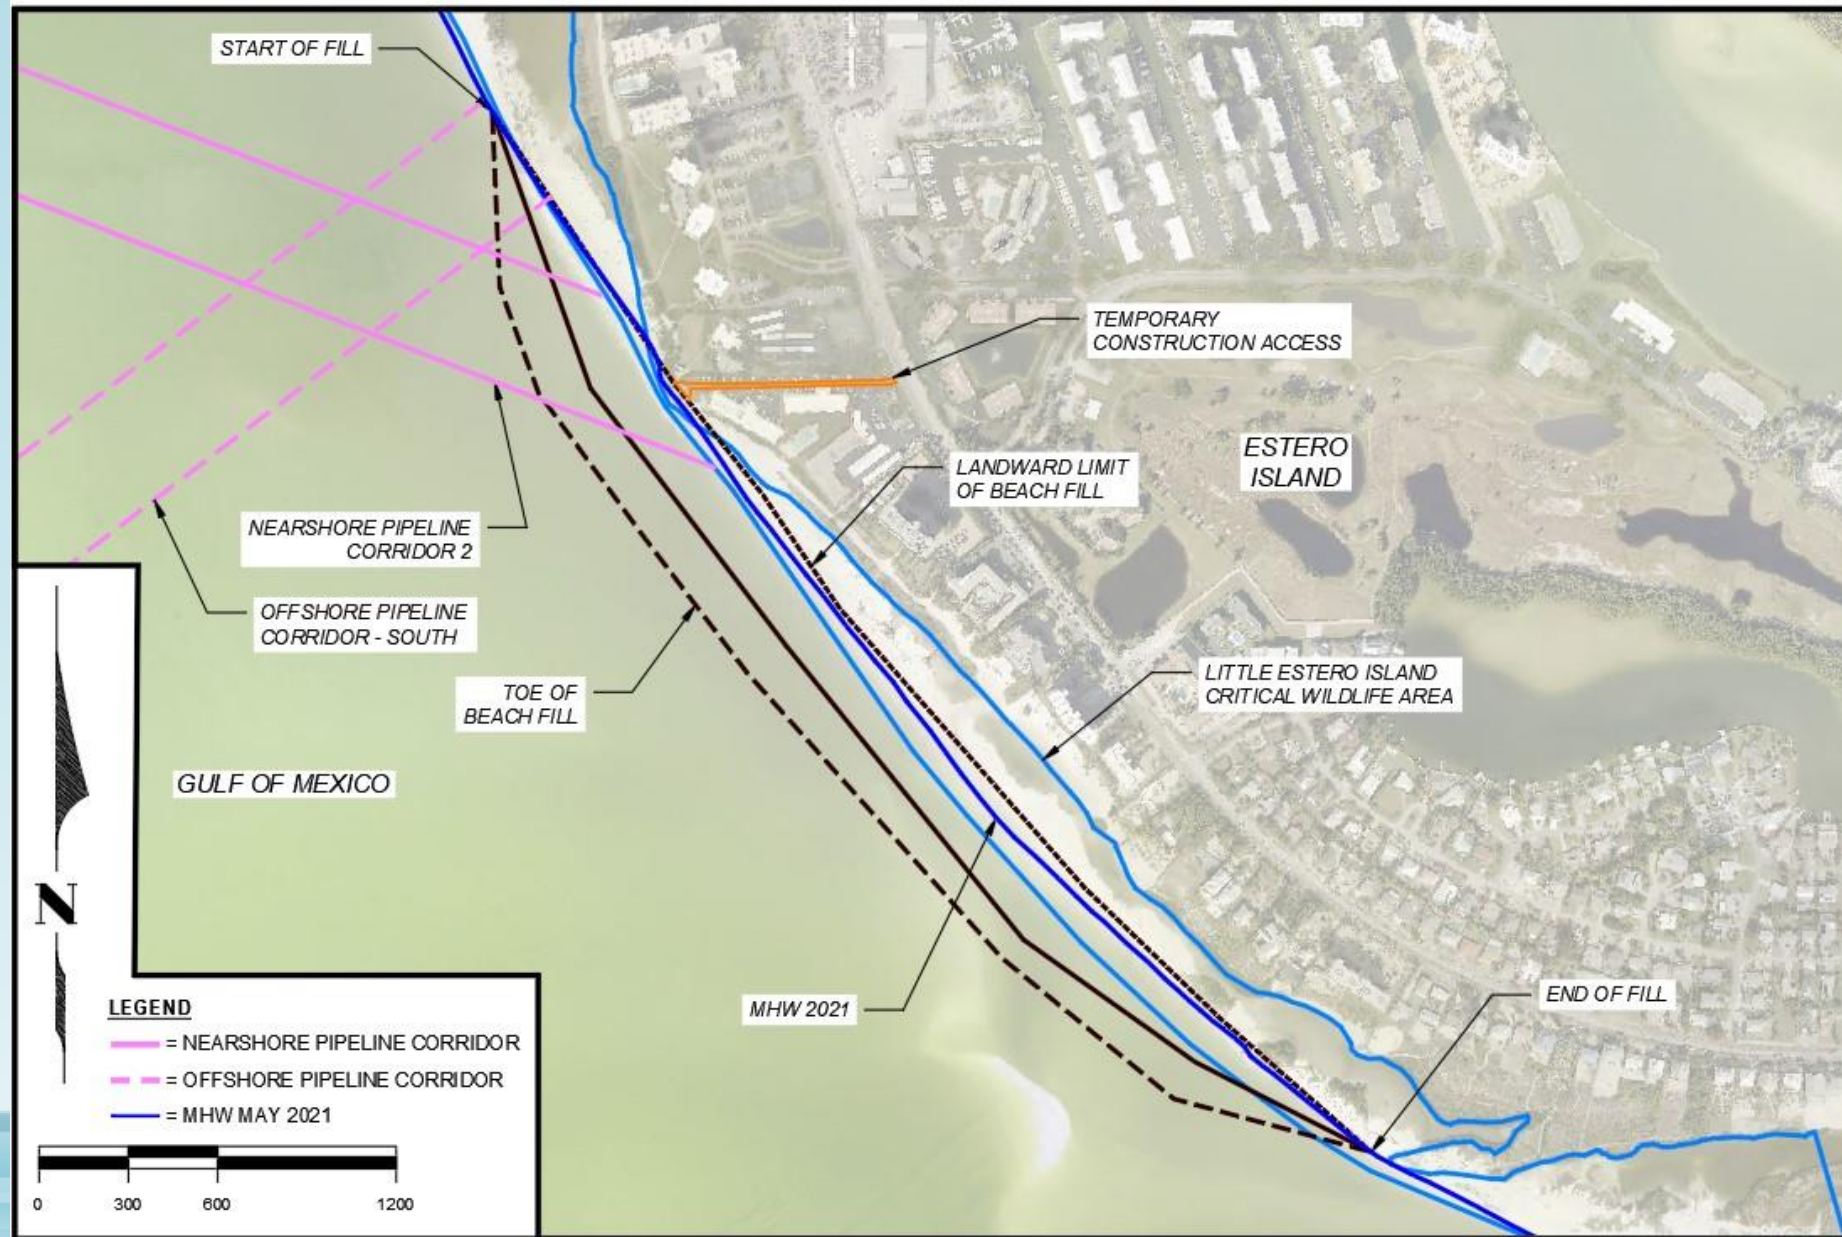 START OF FILL
TEMPORARY
CONSTRUCTION ACCESS
ESTERO
ISLAND
LANDWARD LIMIT
OF BEACH FILL
NEARSHORE PIPELINE
CORRIDOR 2
OFFSHORE PIPELINE
CORRIDOR - SOUTH
TOE OF
BEACH FILL
LITTLE ESTERO ISLAND
CRITICAL WILDLIFE AREA
GULF OF MEXICO
N
MHW 2021
END OF FILL
LEGEND
= NEARSHORE PIPELINE CORRIDOR
= OFFSHORE PIPELINE CORRIDOR
= MHW MAY 2021
0 300 600 1200